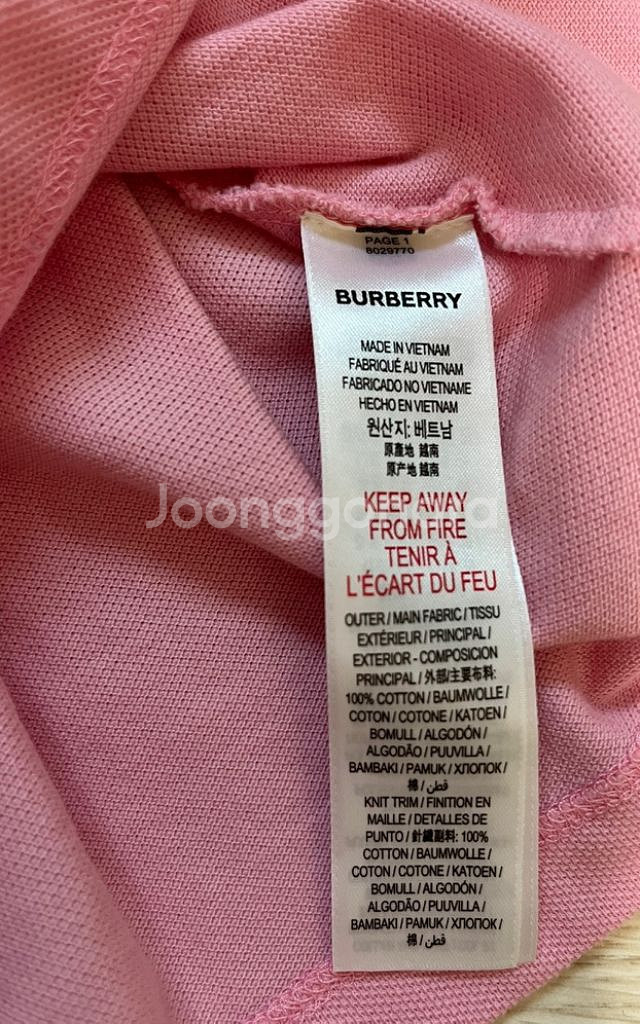 PAGE 1
8029770
BURBERRY
MADE IN VIETNAM
FABRIQUÉ AU VIETNAM
FABRICADO NO VIETNAME
HECHO EN VIETNAM
원산지: 베트남
原產地 越南
原产地 越南
KEEP AWAY
FROM FIRE
TENIR À
L'ÉCART DU FEU
Joonggonara
OUTER / MAIN FABRIC / TISSU
EXTÉRIEUR / PRINCIPAL /
EXTERIOR - COMPOSICION
PRINCIPAL / 外部/主要布料:
100% COTTON / BAUMWOLLE /
COTON / COTONE / KATOEN /
BOMULL / ALGODÓN /
ALGODÃO / PUUVILLA /
BAMBAKI / PAMUK / ХЛОПОК /
棉 / قطن /
KNIT TRIM / FINITION EN
MAILLE / DETALLES DE
PUNTO / 針織副料: 100%
COTTON / BAUMWOLLE /
COTON / COTONE / KATOEN /
BOMULL / ALGODÓN /
ALGODÃO / PUUVILLA /
BAMBAKI / PAMUK / ХЛОПОК /
棉 / قطن /